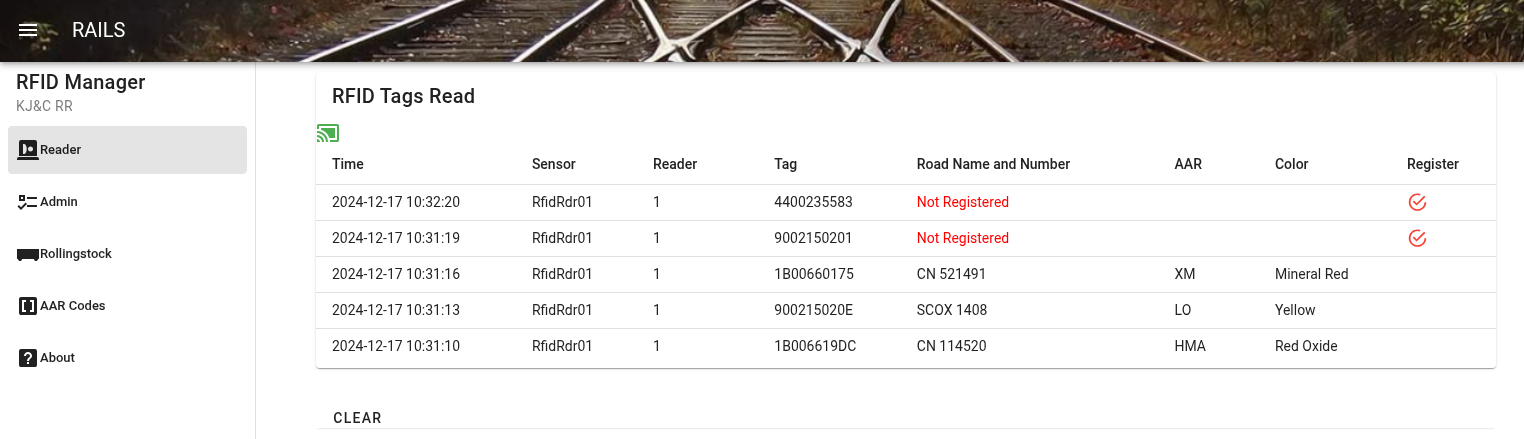 RAILS
RFID Manager
KJ&C RR
Reader
Admin
Rollingstock
AAR Codes
About
RFID Tags Read
Time Sensor Reader Tag Road Name and Number AAR Color Register
2024-12-17 10:32:20 RfidRdr01 1 4400235583 Not Registered
2024-12-17 10:31:19 RfidRdr01 1 9002150201 Not Registered
2024-12-17 10:31:16 RfidRdr01 1 1B00660175 CN 521491 XM Mineral Red
2024-12-17 10:31:13 RfidRdr01 1 900215020E SCOX 1408 LO Yellow
2024-12-17 10:31:10 RfidRdr01 1 1B006619DC CN 114520 HMA Red Oxide
CLEAR